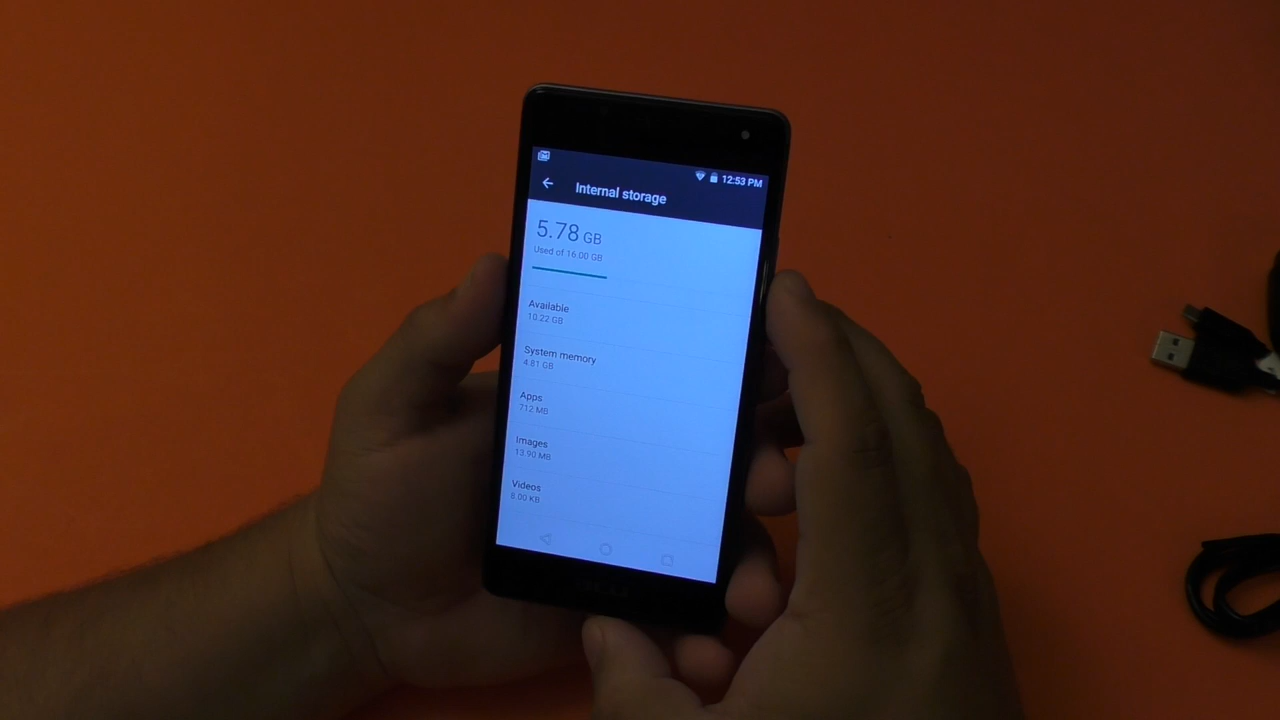 12:53 PM
Internal storage
5.78 GB
Used of 16.00 GB
Available
10.22 GB
System memory
4.81 GB
Apps
712 MB
Images
13.90 MB
Videos
8.00 KB
BLU